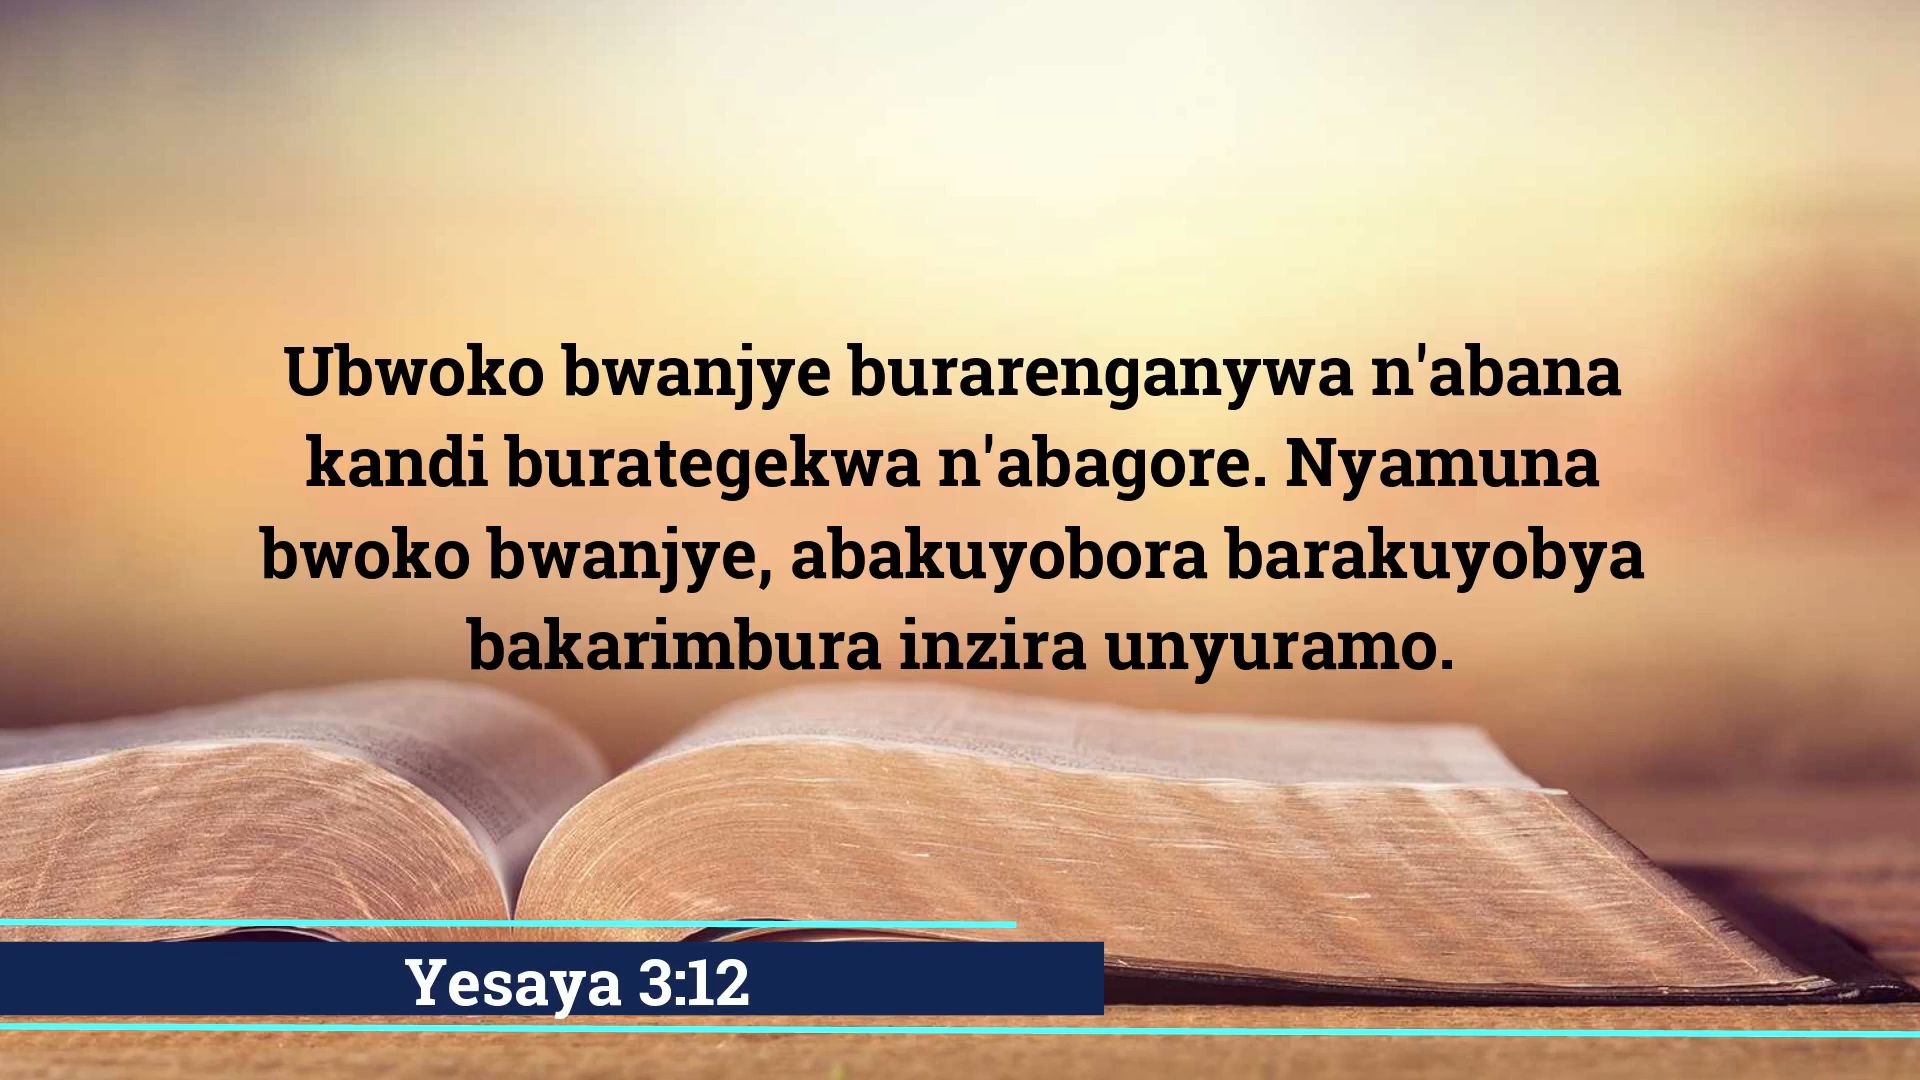 Ubwoko bwanjye burarenganywa n'abana
kandi burategekwa n'abagore. Nyamuna
bwoko bwanjye, abakuyobora barakuyobya
bakarimbura inzira unyuramo.
Yesaya 3:12